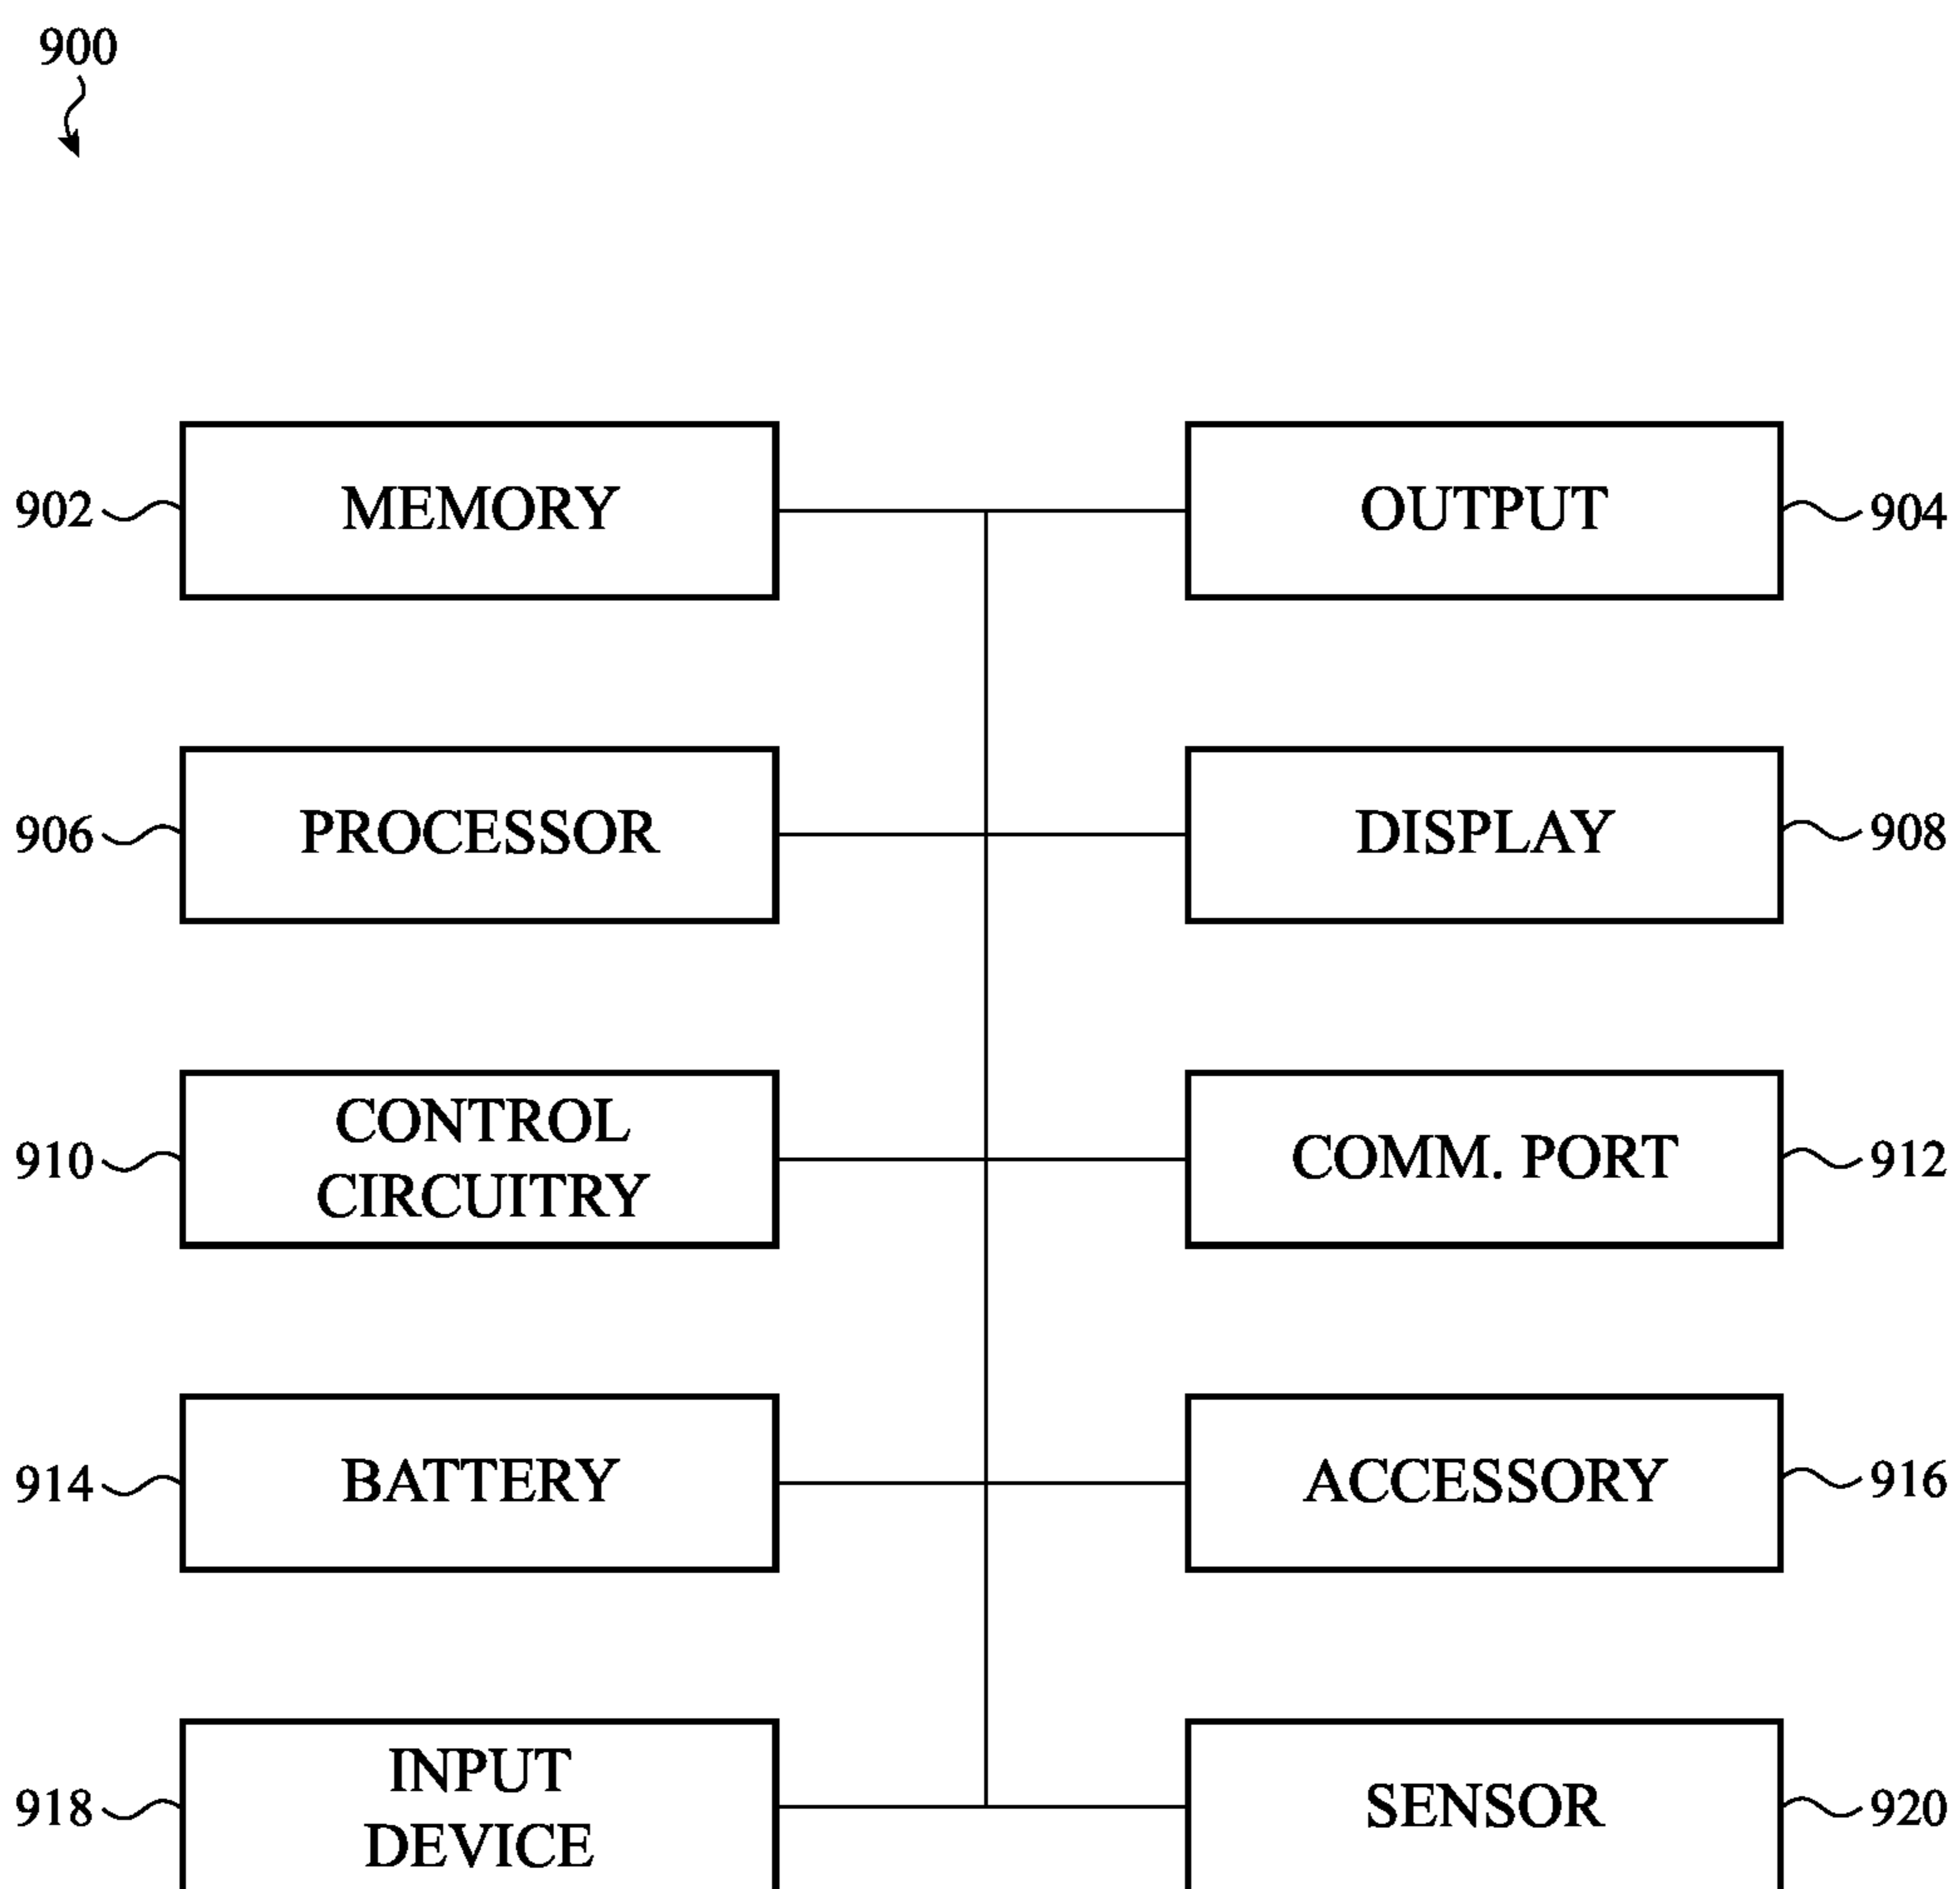 900
902 MEMORY OUTPUT 904
906 PROCESSOR DISPLAY 908
910 CONTROL
CIRCUITRY COMM. PORT 912
914 BATTERY ACCESSORY 916
918 INPUT
DEVICE SENSOR 920